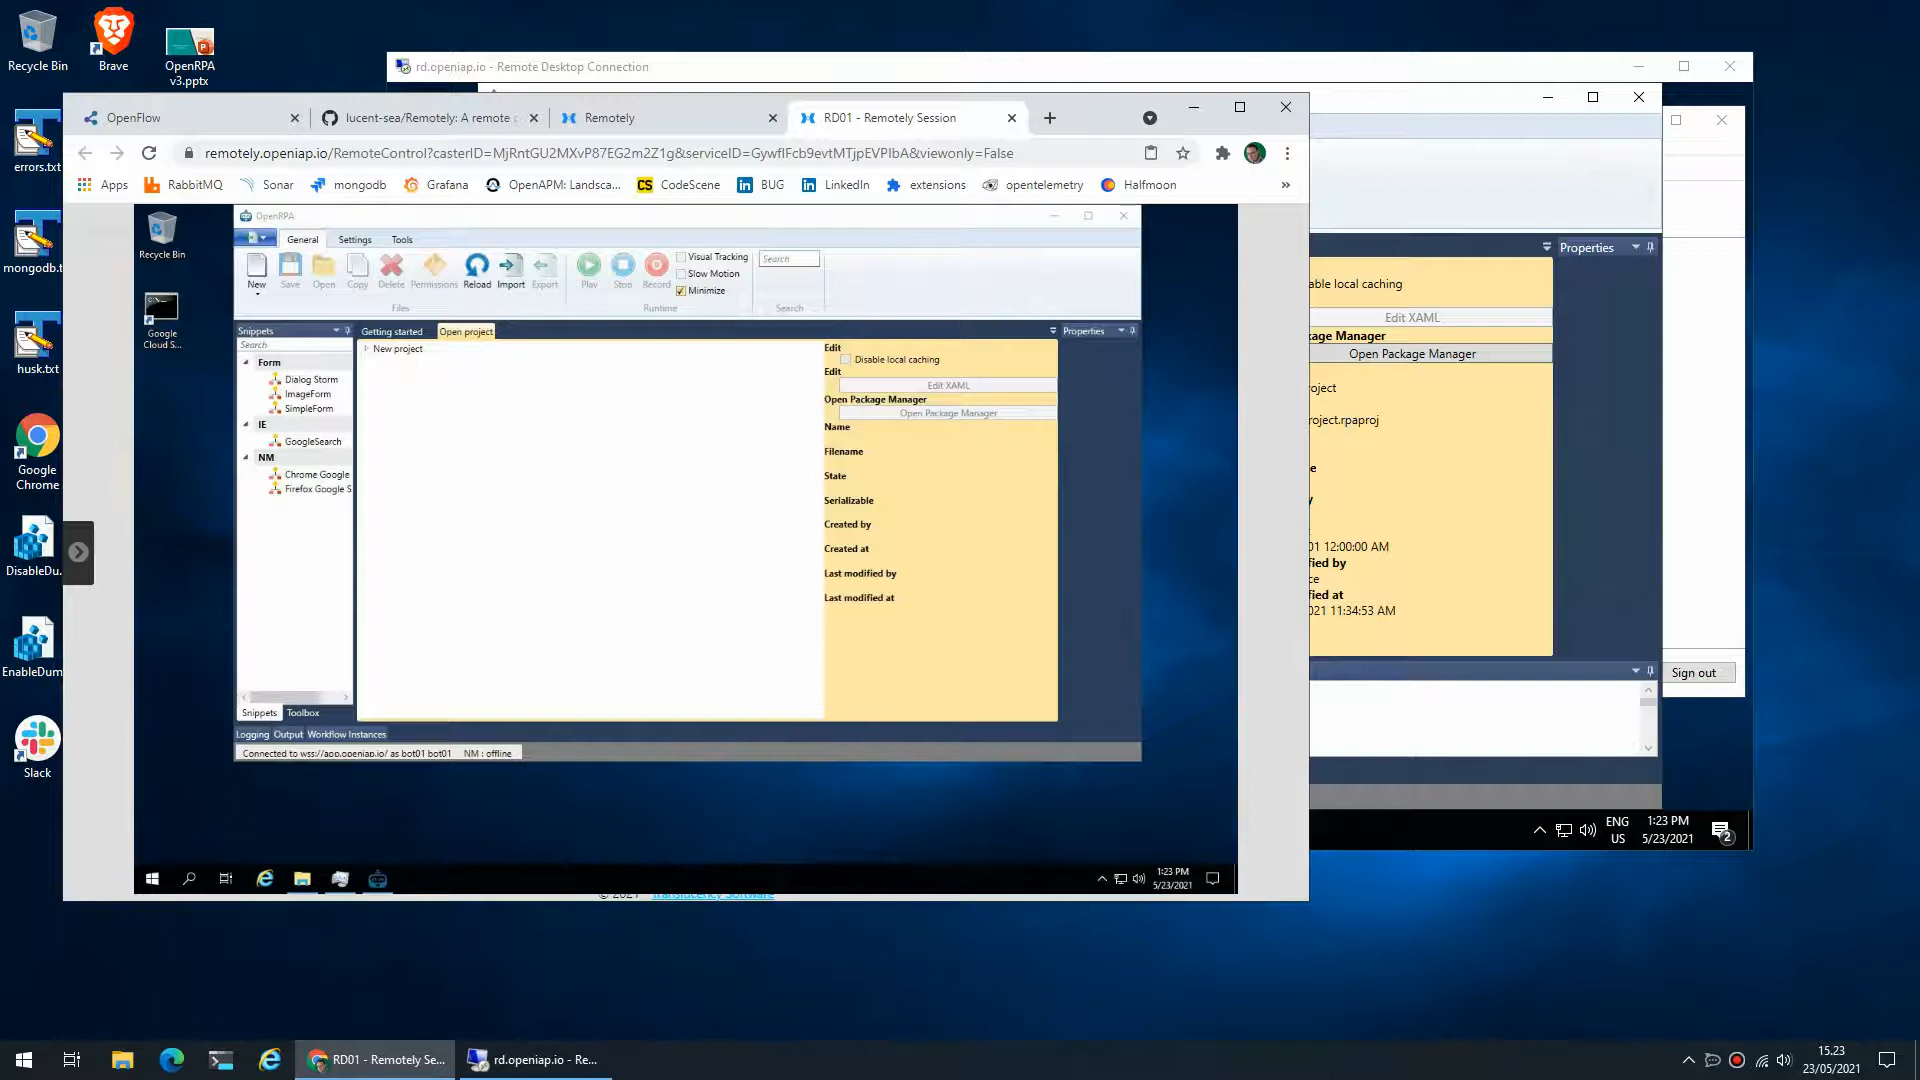 Recycle Bin
Brave
OpenRPA
v3.pptx
errors.txt
mongodb.t
husk.txt
Google
Chrome
DisableDu.
EnableDum
Slack
rd.openiap.io - Remote Desktop Connection
OpenFlow
lucent-sea/Remotely: A remote
Remotely
RD01 - Remotely Session
remotely.openiap.io/RemoteControl?casterID=MjRntGU2MXvP87EG2m2Z1g&serviceID=GywfIFcb9evtMTjpEVPIbA&viewonly=False
Apps
RabbitMQ
Sonar
mongodb
Grafana
OpenAPM: Landsca...
CS CodeScene
BUG
LinkedIn
extensions
opentelemetry
Halfmoon
»
Recycle Bin
Google
Cloud S...
OpenRPA
General
Settings
Tools
New
Save
Open
Copy
Delete
Permissions
Reload
Import
Export
Files
Play
Stop
Record
Visual Tracking
Slow Motion
Minimize
Runtime
Search
Search
Snippets
Search
Form
Dialog Storm
ImageForm
SimpleForm
IE
GoogleSearch
NM
Chrome Google
Firefox Google S
Snippets
Toolbox
Getting started
Open project
New project
Edit
Disable local caching
Edit
Edit XAML
Open Package Manager
Open Package Manager
Name
Filename
State
Serializable
Created by
Created at
Last modified by
Last modified at
Properties
Logging
Output
Workflow Instances
Connected to wss://app.openiap.io/ as bot01 bot01
NM : offline
1:23 PM
5/23/2021
© 2021
Translucency Software
Properties
able local caching
Edit XAML
kage Manager
Open Package Manager
roject
roject.rpaproj
01 12:00:00 AM
fied by
ce
fied at
021 11:34:53 AM
Sign out
ENG
US
1:23 PM
5/23/2021
2
RD01 - Remotely Se...
rd.openiap.io - Re...
15.23
23/05/2021